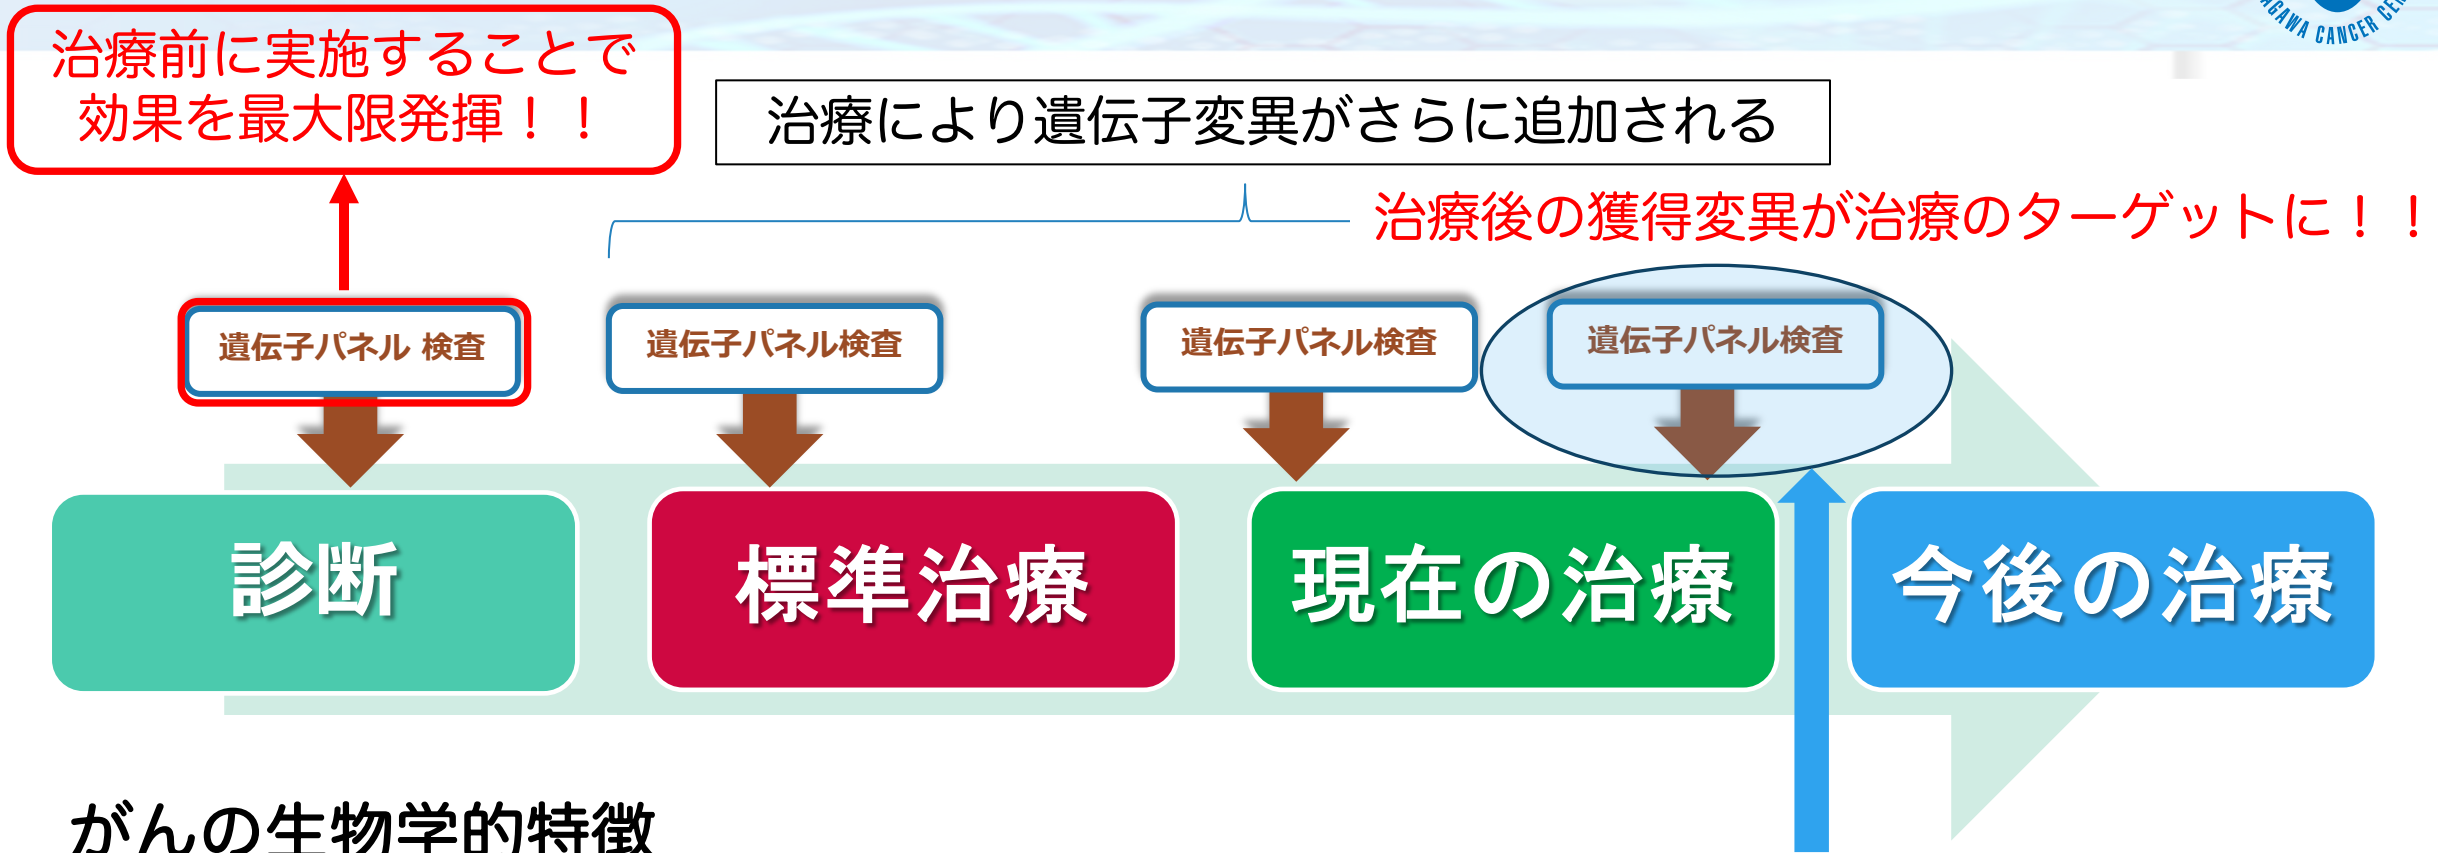 治療前に実施することで
効果を最大限発揮！！
CANCER
治療により遺伝子変異がさらに追加される
治療後の獲得変異が治療のターゲットに！！
遺伝子パネル 検査
遺伝子パネル検査
遺伝子パネル検査
遺伝子パネル検査
診断
標準治療
現在の治療
今後の治療
がんの生物学的特徴